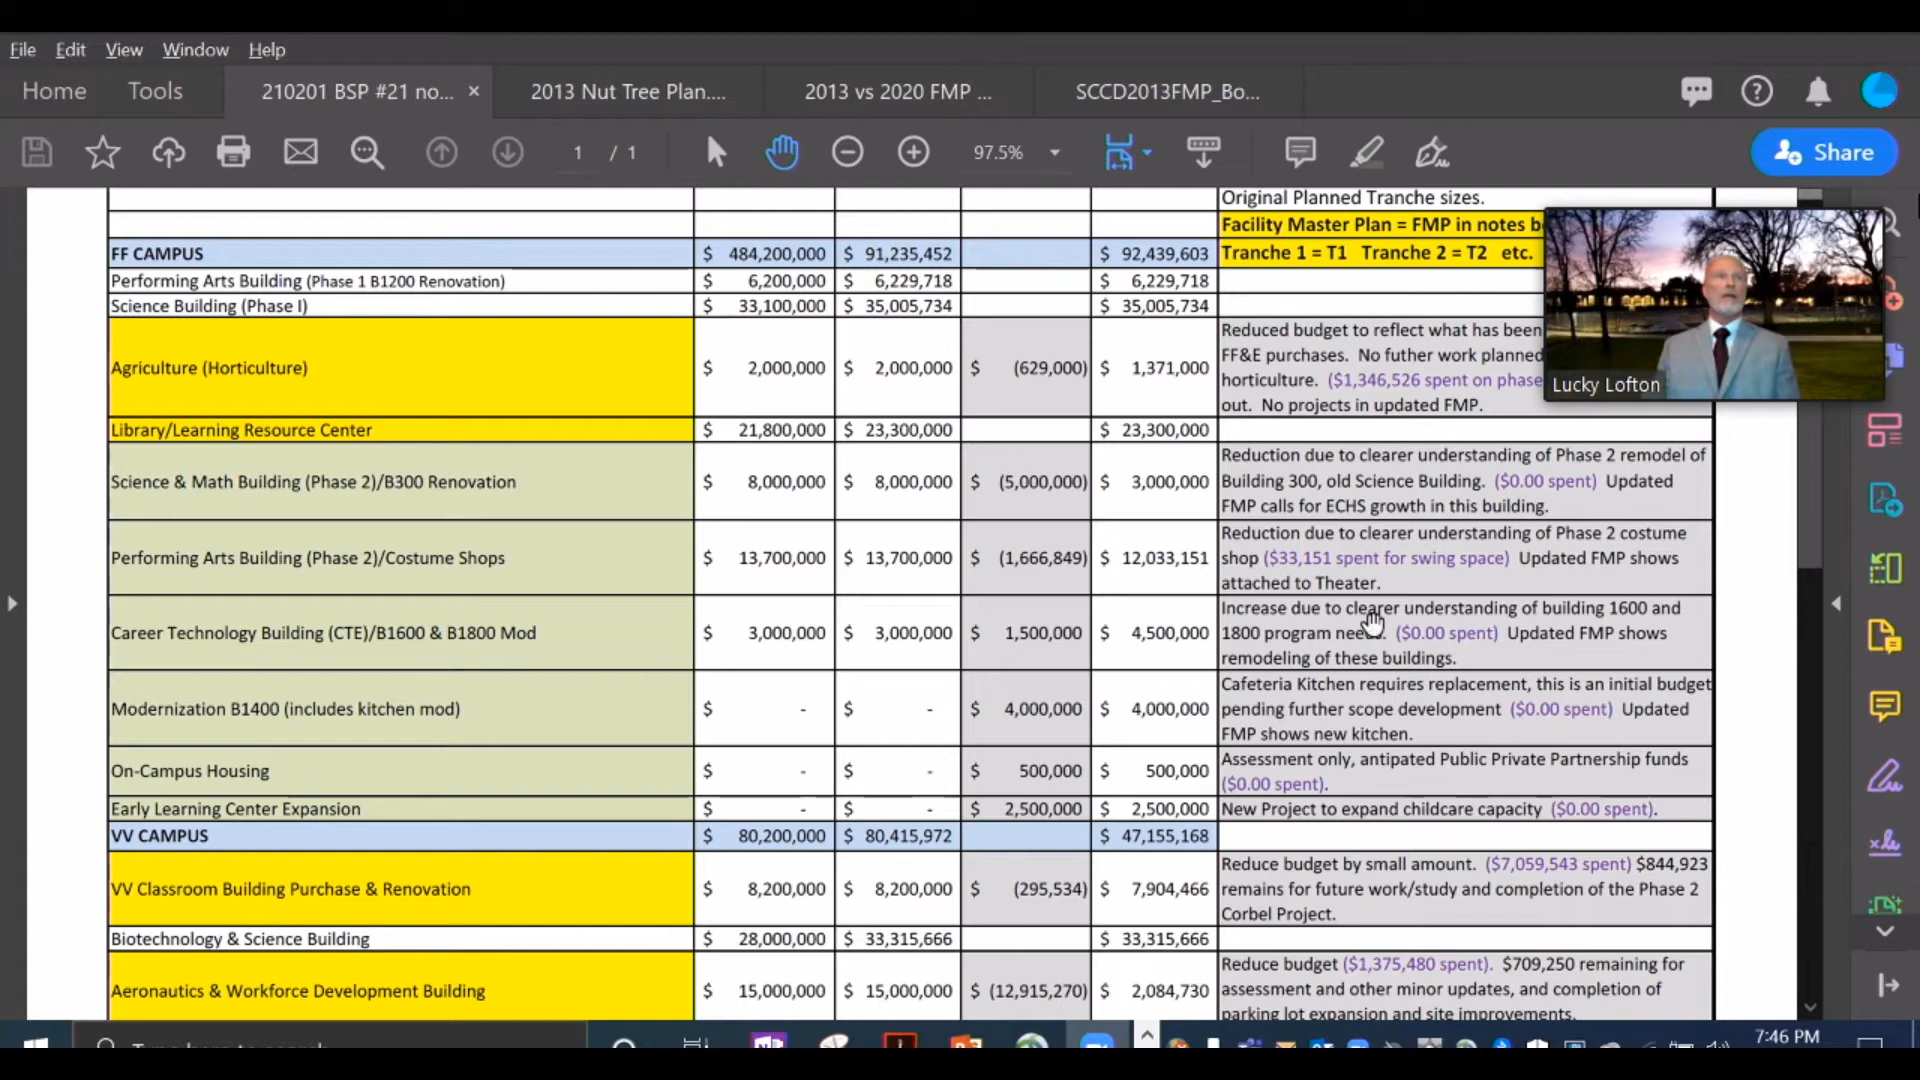 File Edit View Window Help
Home Tools 210201 BSP #21 no... × 2013 Nut Tree Plan.... 2013 vs 2020 FMP ... SCCD2013FMP_Bo...
1 / 1 97.5% Share
Original Planned Tranche sizes.
Facility Master Plan = FMP in notes b
FF CAMPUS $ 484,200,000 $ 91,235,452 $ 92,439,603 Tranche 1 = T1 Tranche 2 = T2 etc.
Performing Arts Building (Phase 1 B1200 Renovation) $ 6,200,000 $ 6,229,718 $ 6,229,718
Science Building (Phase I) $ 33,100,000 $ 35,005,734 $ 35,005,734
Agriculture (Horticulture) $ 2,000,000 $ 2,000,000 $ (629,000) $ 1,371,000
Reduced budget to reflect what has been
FF&E purchases. No futher work planned
horticulture. ($1,346,526 spent on phase
out. No projects in updated FMP.
Lucky Lofton
Library/Learning Resource Center $ 21,800,000 $ 23,300,000 $ 23,300,000
Science & Math Building (Phase 2)/B300 Renovation $ 8,000,000 $ 8,000,000 $ (5,000,000) $ 3,000,000
Reduction due to clearer understanding of Phase 2 remodel of
Building 300, old Science Building. ($0.00 spent) Updated
FMP calls for ECHS growth in this building.
Performing Arts Building (Phase 2)/Costume Shops $ 13,700,000 $ 13,700,000 $ (1,666,849) $ 12,033,151
Reduction due to clearer understanding of Phase 2 costume
shop ($33,151 spent for swing space) Updated FMP shows
attached to Theater.
Career Technology Building (CTE)/B1600 & B1800 Mod $ 3,000,000 $ 3,000,000 $ 1,500,000 $ 4,500,000
Increase due to clearer understanding of building 1600 and
1800 program needs. ($0.00 spent) Updated FMP shows
remodeling of these buildings.
Modernization B1400 (includes kitchen mod) $ - $ - $ 4,000,000 $ 4,000,000
Cafeteria Kitchen requires replacement, this is an initial budget
pending further scope development ($0.00 spent) Updated
FMP shows new kitchen.
On-Campus Housing $ - $ - $ 500,000 $ 500,000
Assessment only, antipated Public Private Partnership funds
($0.00 spent).
Early Learning Center Expansion $ - $ - $ 2,500,000 $ 2,500,000 New Project to expand childcare capacity ($0.00 spent).
VV CAMPUS $ 80,200,000 $ 80,415,972 $ 47,155,168
VV Classroom Building Purchase & Renovation $ 8,200,000 $ 8,200,000 $ (295,534) $ 7,904,466
Reduce budget by small amount. ($7,059,543 spent) $844,923
remains for future work/study and completion of the Phase 2
Corbel Project.
Biotechnology & Science Building $ 28,000,000 $ 33,315,666 $ 33,315,666
Aeronautics & Workforce Development Building $ 15,000,000 $ 15,000,000 $ (12,915,270) $ 2,084,730
Reduce budget ($1,375,480 spent). $709,250 remaining for
assessment and other minor updates, and completion of
parking lot expansion and site improvements.
Type here to search
7:46 PM